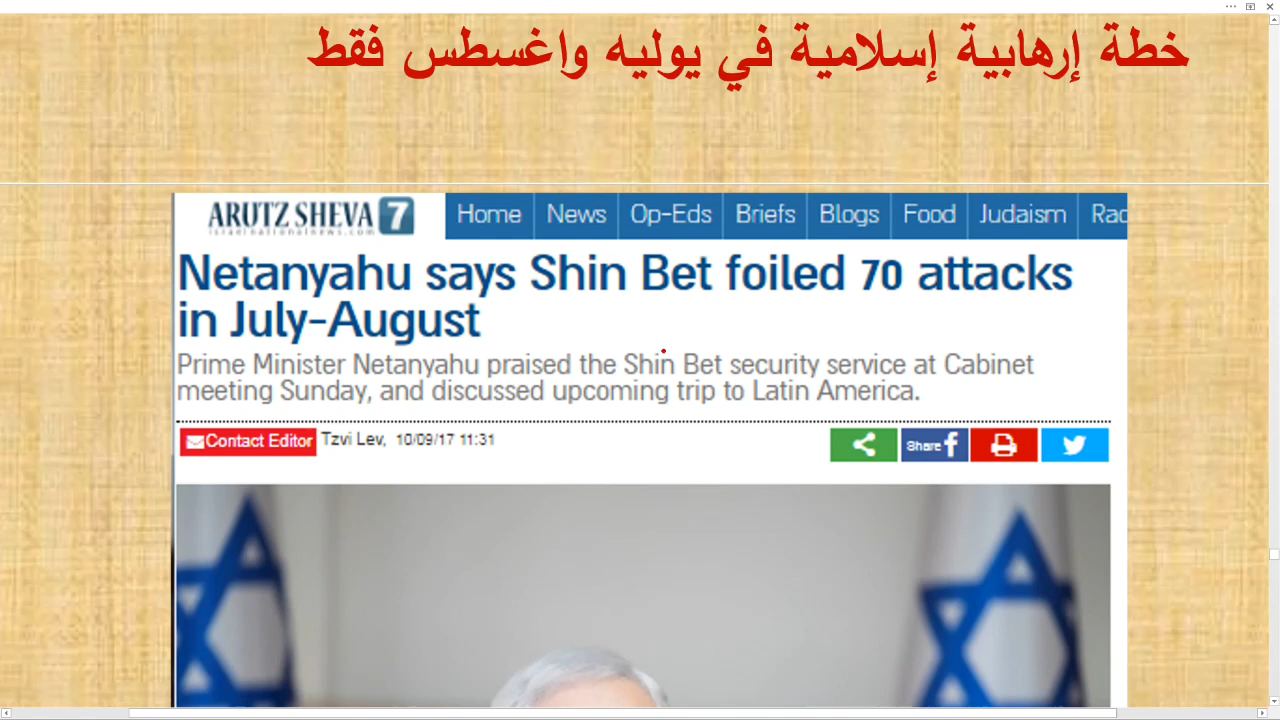 خطة إرهابية إسلامية في يوليه واغسطس فقط
ARUTZ SHEVA 7 Home News Op-Eds Briefs Blogs Food Judaism Rad
israelnationalnews.com
Netanyahu says Shin Bet foiled 70 attacks
in July-August
Prime Minister Netanyahu praised the Shin Bet security service at Cabinet
meeting Sunday, and discussed upcoming trip to Latin America.
Contact Editor Tzvi Lev, 10/09/17 11:31 Share f